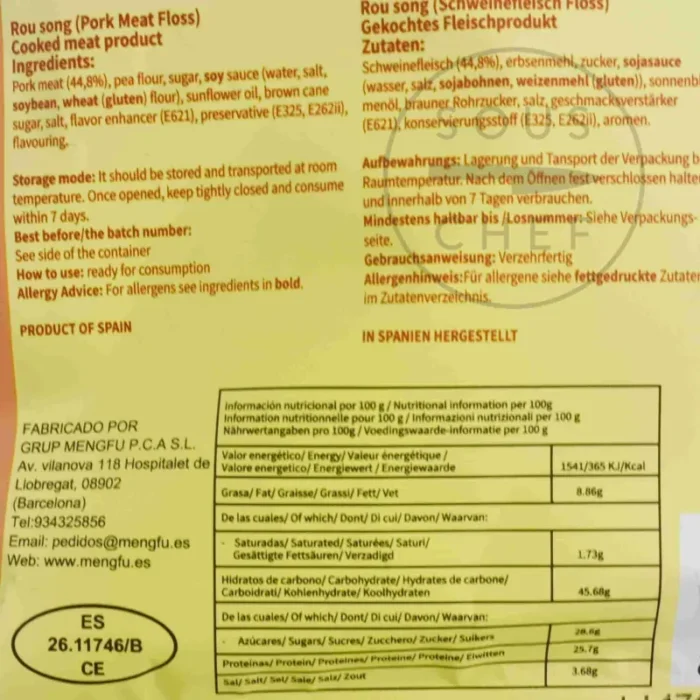 Rou song (Pork Meat Floss)
Cooked meat product
Ingredients:
Pork meat (44,8%), pea flour, sugar, soy sauce (water, salt,
soybean, wheat (gluten) flour), sunflower oil, brown cane
sugar, salt, flavor enhancer (E621), preservative (E325, E262ii),
flavouring.
Storage mode: It should be stored and transported at room
temperature. Once opened, keep tightly closed and consume
within 7 days.
Best before/the batch number:
See side of the container
How to use: ready for consumption
Allergy Advice: For allergens see ingredients in bold.
PRODUCT OF SPAIN
Rou song (Schweinefleisch Floss)
Gekochtes Fleischprodukt
Zutaten:
Schweinefleisch (44,8%), erbsenmehl, zucker, sojasauce
(wasser, salz, sojabohnen, weizenmehl (gluten)), sonnenbl
menöl, brauner Rohrzucker, salz, geschmacksverstärker
(E621), konservierungsstoff (E325, E262ii), aromen.
Aufbewahrungs: Lagerung und Tansport der Verpackung b
Raumtemperatur. Nach dem Öffnen fest verschlossen halte
und innerhalb von 7 Tagen verbrauchen.
Mindestens haltbar bis /Losnummer: Siehe Verpackungs-
seite.
Gebrauchsanweisung: Verzehrfertig
Allergenhinweis:Für allergene siehe fettgedruckte Zutaten
im Zutatenverzeichnis.
IN SPANIEN HERGESTELLT
SOUS
CHEF
FABRICADO POR
GRUP MENGFU P.C.A S.L.
Av. vilanova 118 Hospitalet de
Llobregat, 08902
(Barcelona)
Tel:934325856
Email: pedidos@mengfu.es
Web: www.mengfu.es
ES
26.11746/B
CE
Información nutricional por 100 g / Nutritional information per 100g
Information nutritionnelle pour 100 g / Informazioni nutrizionali per 100 g
Nährwertangaben pro 100g / Voedingswaarde-informatie per 100 g
Valor energético/ Energy/ Valeur énergétique /
Valore energetico/ Energiewert / Energiewaarde 1541/365 KJ/Kcal
Grasa/ Fat/ Graisse/ Grassi/ Fett/ Vet 8.86g
De las cuales/ Of which/ Dont/ Di cui/ Davon/ Waarvan:
- Saturadas/ Saturated/ Saturées/ Saturi/
Gesättigte Fettsäuren/ Verzadigd 1.73g
Hidratos de carbono/ Carbohydrate/ Hydrates de carbone/
Carboidrati/ Kohlenhydrate/ Koolhydraten 45.68g
De las cuales/ Of which/ Dont/ Di cui/ Davon/ Waarvan:
- Azúcares/ Sugars/ Sucres/ Zucchero/ Zucker/ Suikers
Proteínas/ Protein/ Proteines/ Proteine/ Proteine/ Eiwitten 25.7g
Sal/ Salt/ Sel/ Sale/ Salz/ Zout 3.68g